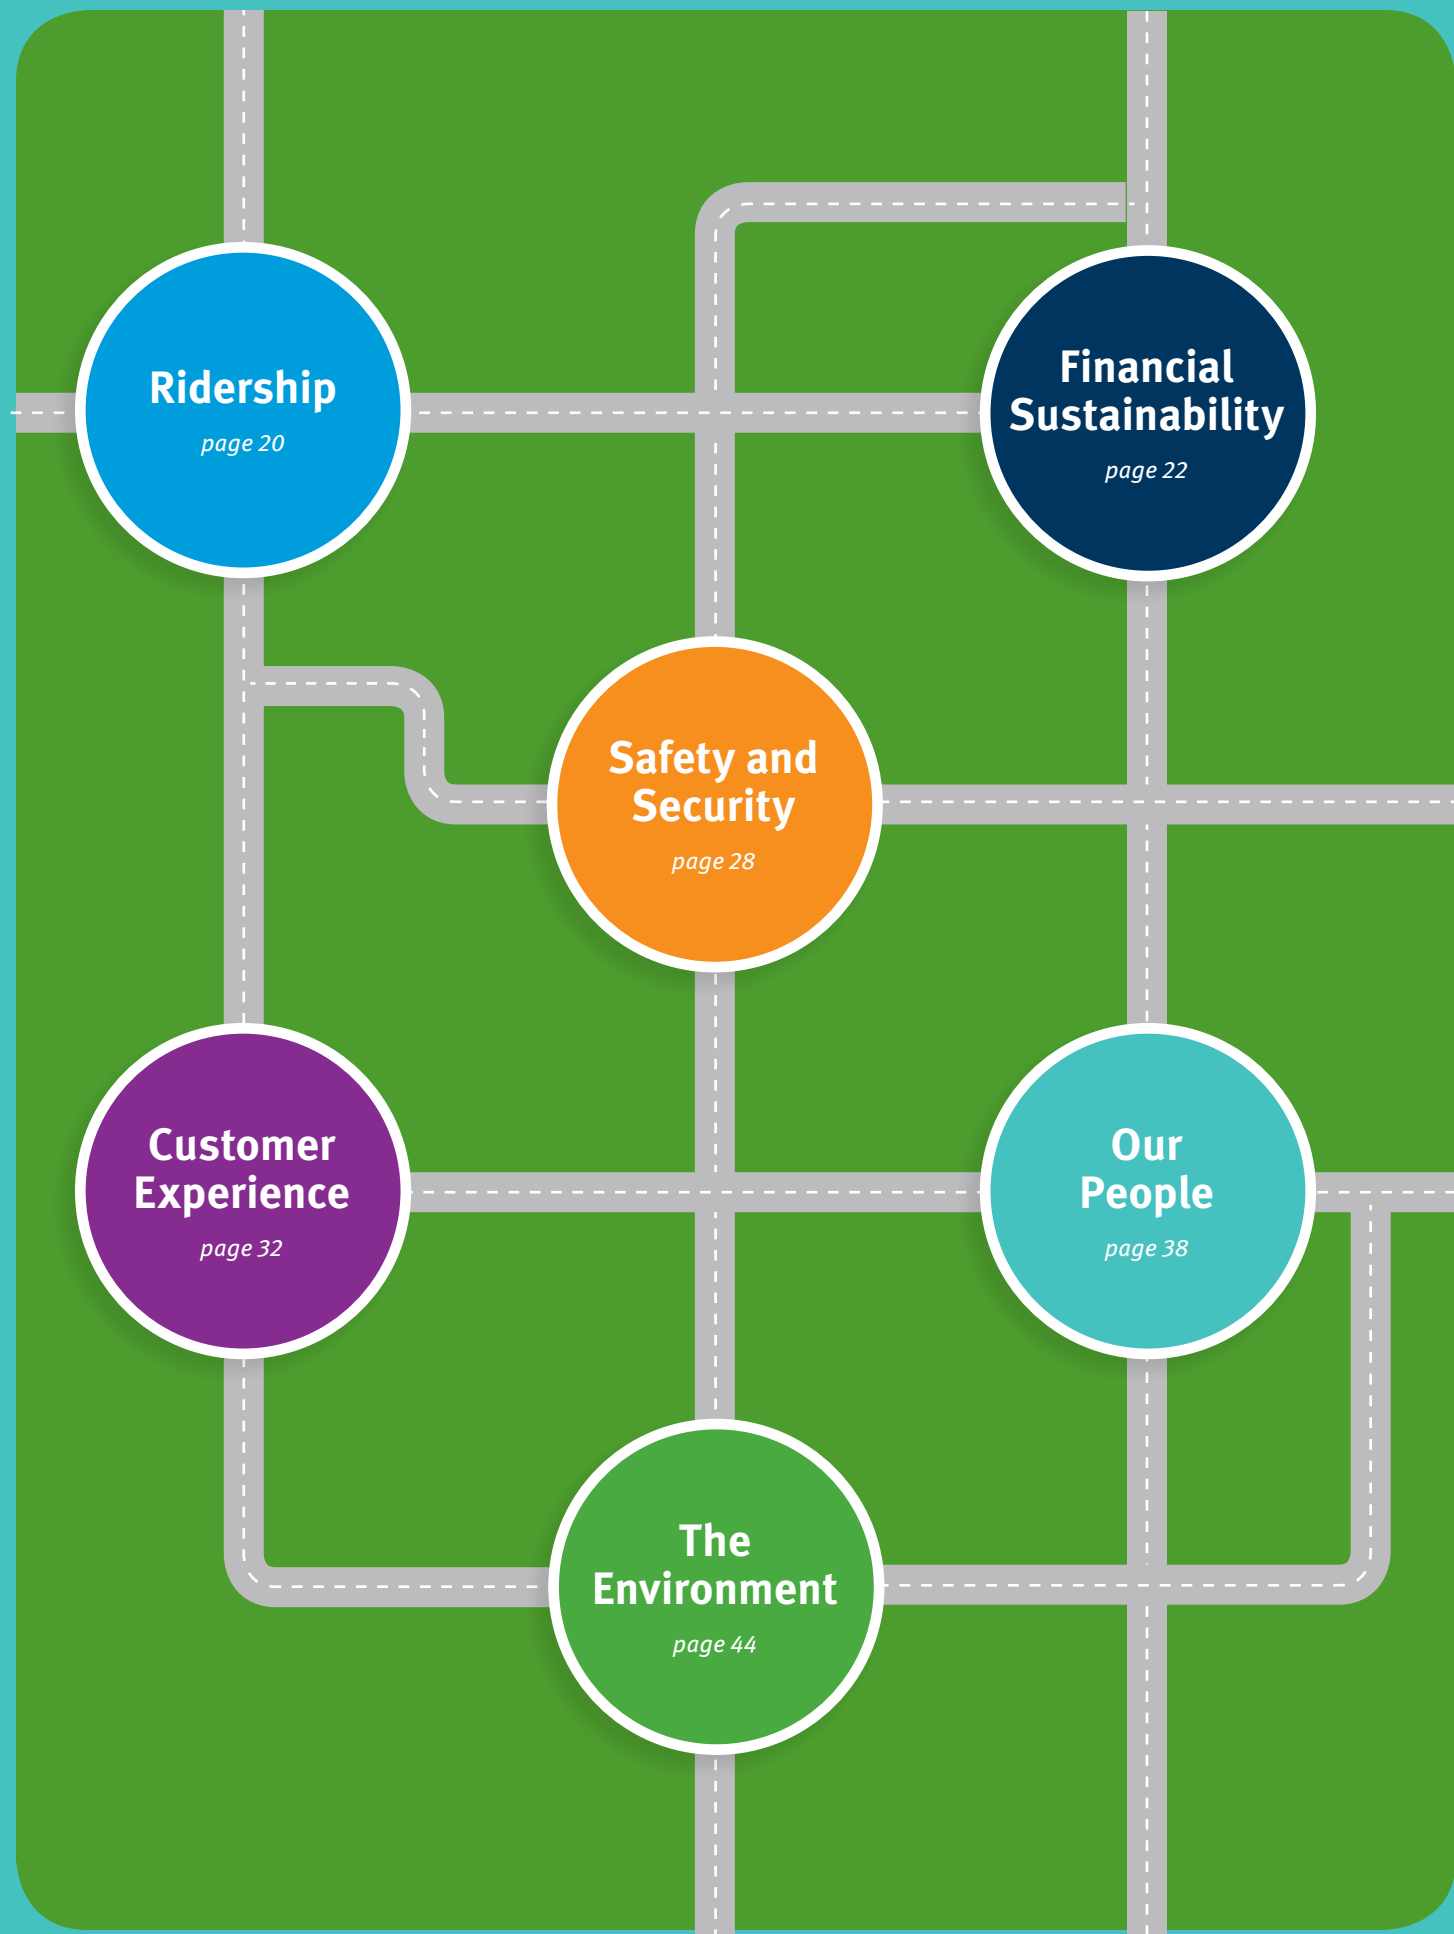 Ridership
page 20
Financial
Sustainability
page 22
Safety and
Security
page 28
Customer
Experience
page 32
Our
People
page 38
The
Environment
page 44